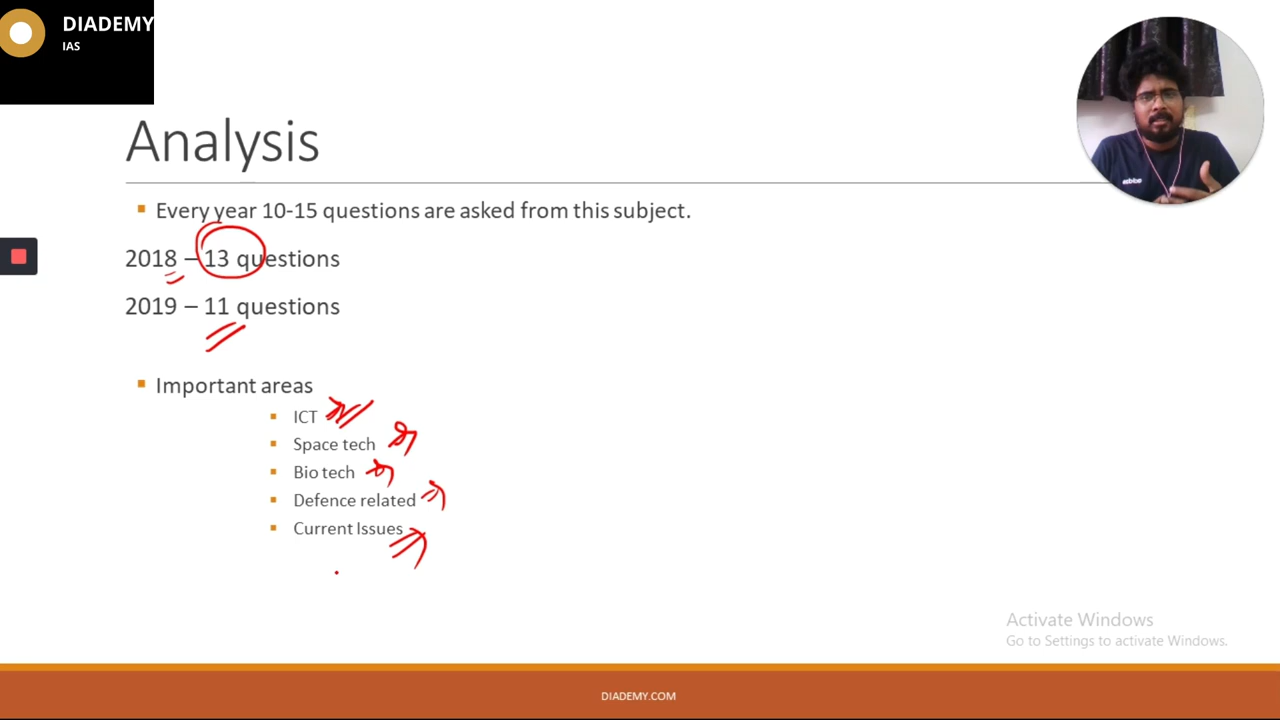 DIADEMY
IAS
Analysis
Every year 10-15 questions are asked from this subject.
2018 – 13 questions
2019 – 11 questions
Important areas
ICT
Space tech
Bio tech
Defence related
Current Issues
Activate Windows
Go to Settings to activate Windows.
DIADEMY.COM